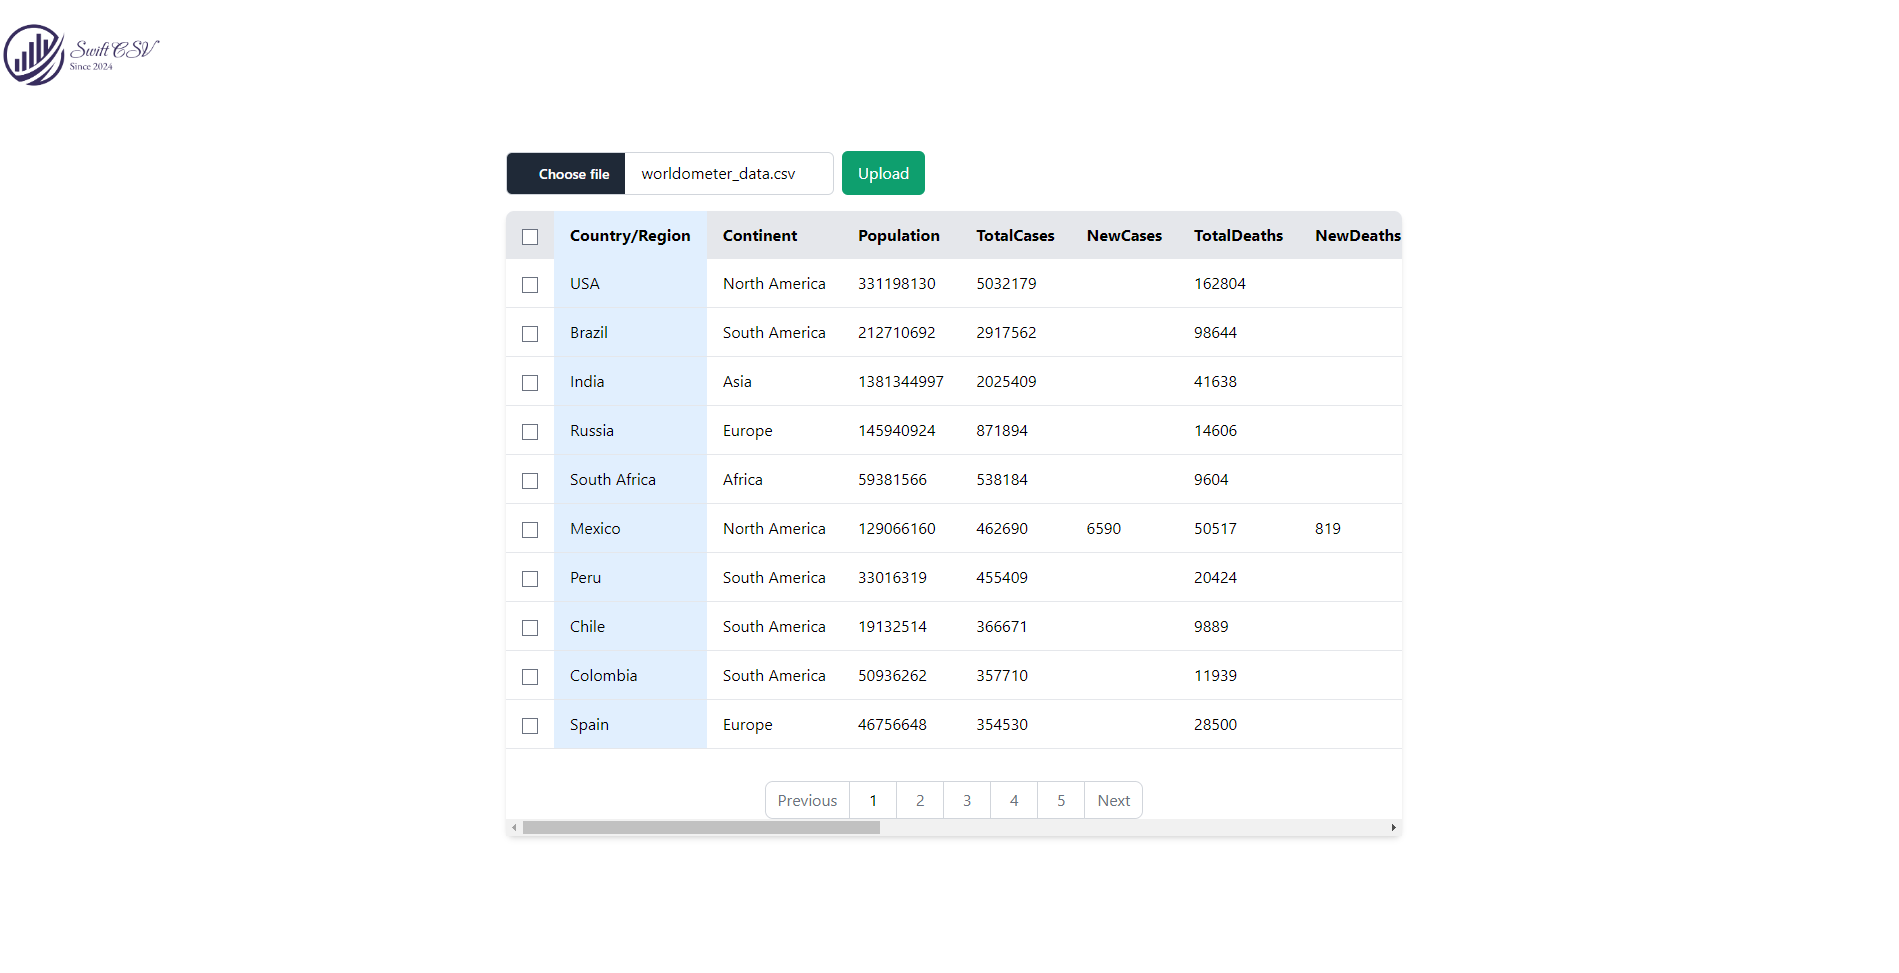 Swift CSV
Since 2024
Choose file worldometer_data.csv Upload
Country/Region Continent Population TotalCases NewCases TotalDeaths NewDeaths
USA North America 331198130 5032179 162804
Brazil South America 212710692 2917562 98644
India Asia 1381344997 2025409 41638
Russia Europe 145940924 871894 14606
South Africa Africa 59381566 538184 9604
Mexico North America 129066160 462690 6590 50517 819
Peru South America 33016319 455409 20424
Chile South America 19132514 366671 9889
Colombia South America 50936262 357710 11939
Spain Europe 46756648 354530 28500
Previous 1 2 3 4 5 Next